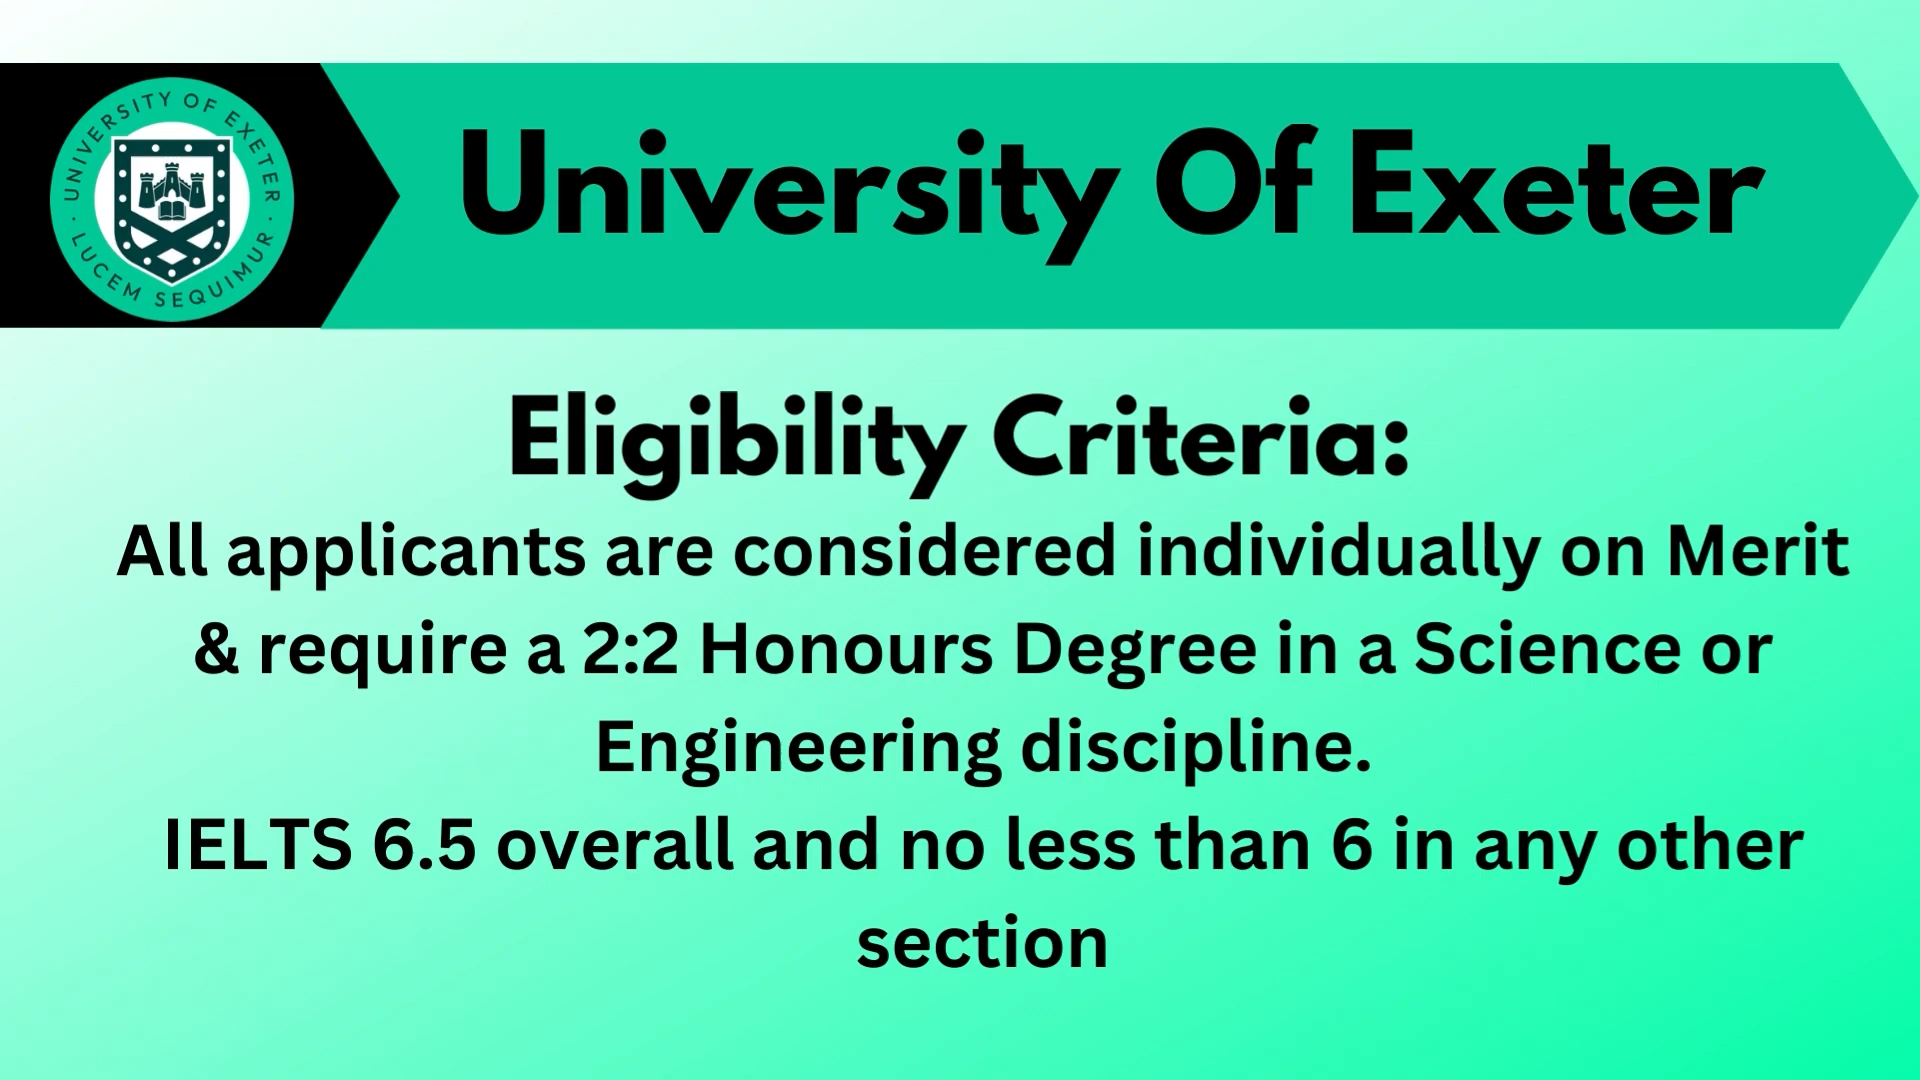 UNIVERSITY OF EXETER
LUCEM SEQUIMUR
University Of Exeter
Eligibility Criteria:
All applicants are considered individually on Merit
& require a 2:2 Honours Degree in a Science or
Engineering discipline.
IELTS 6.5 overall and no less than 6 in any other
section